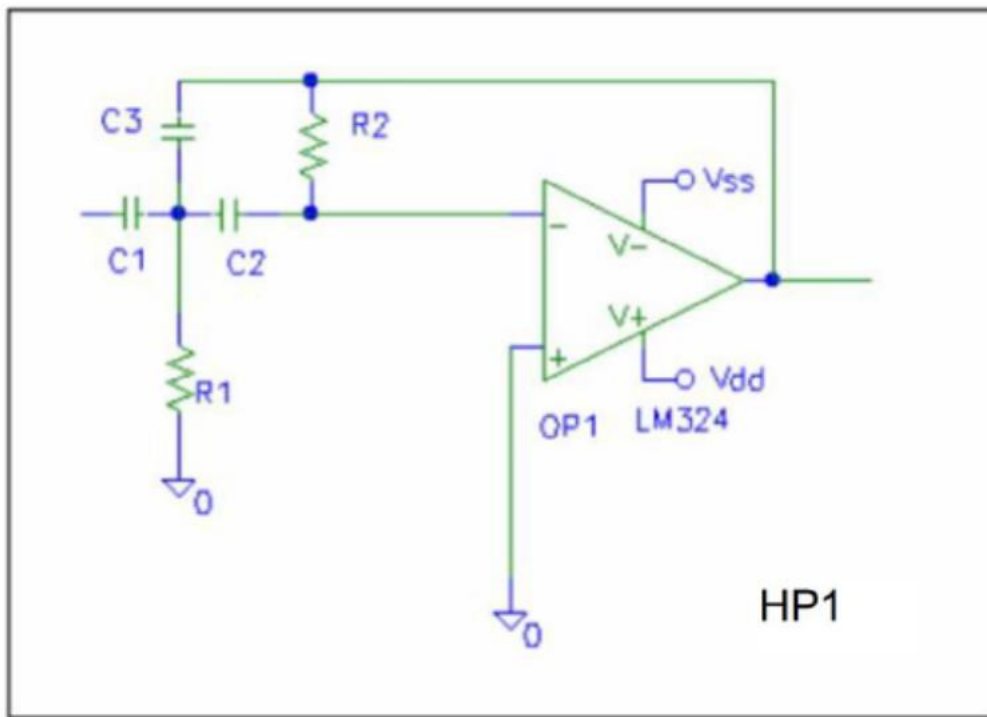 C3
R2
Vss
C1
C2
-
V-
V+
+
R1
Vdd
OP1
LM324
0
0
HP1